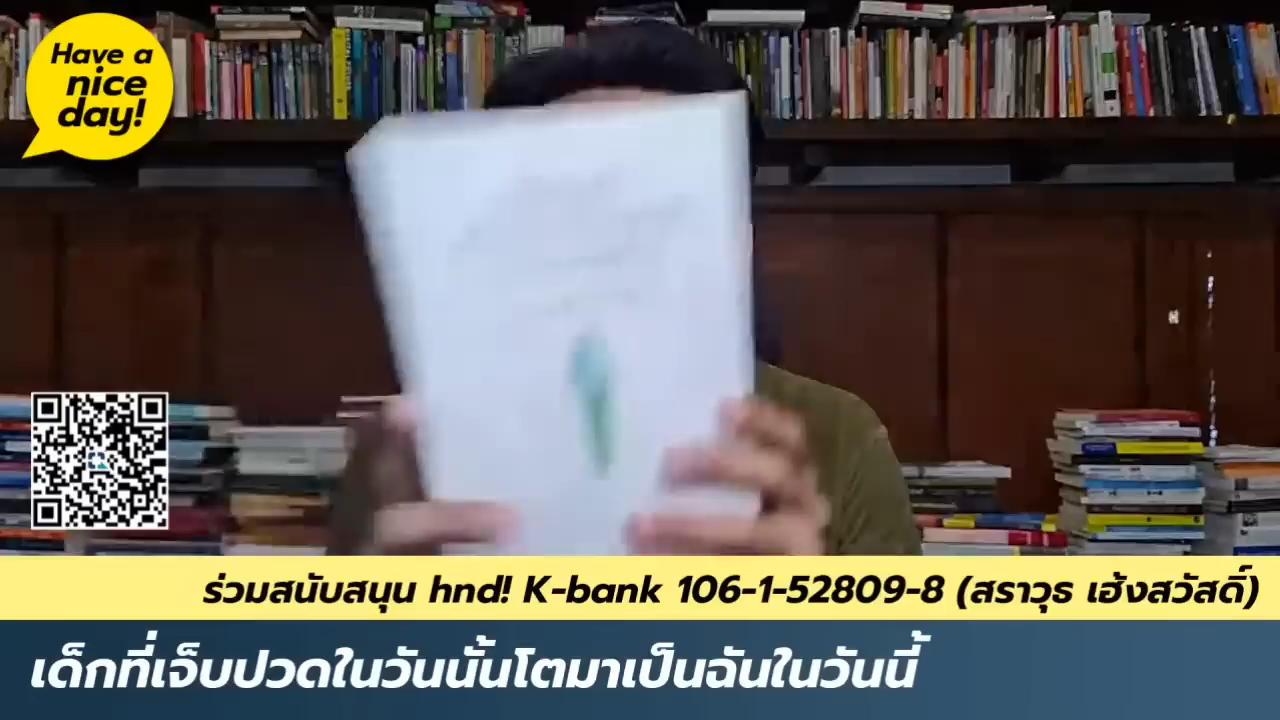 Have a
nice
day!
ร่วมสนับสนุน hnd! K-bank 106-1-52809-8 (สราวุธ เฮ้งสวัสดิ์)
เด็กที่เจ็บปวดในวันนั้นโตมาเป็นฉันในวันนี้